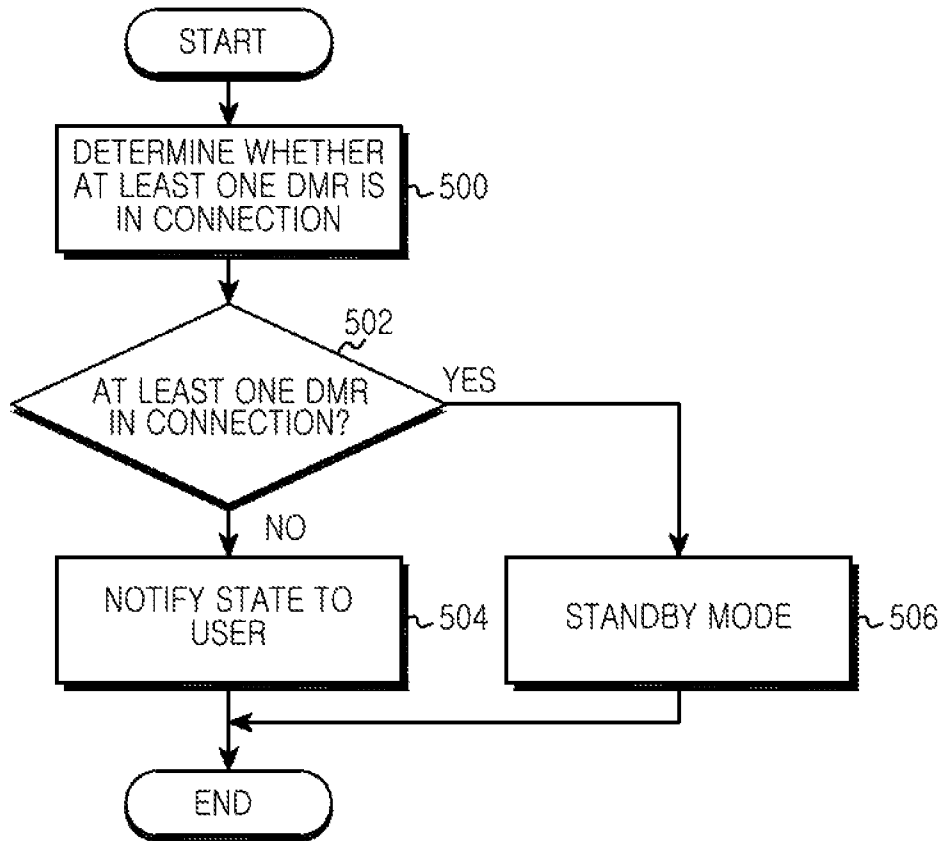 START
DETERMINE WHETHER
AT LEAST ONE DMR IS
IN CONNECTION
500
502
AT LEAST ONE DMR
IN CONNECTION?
YES
NO
NOTIFY STATE TO
USER
504
STANDBY MODE
506
END